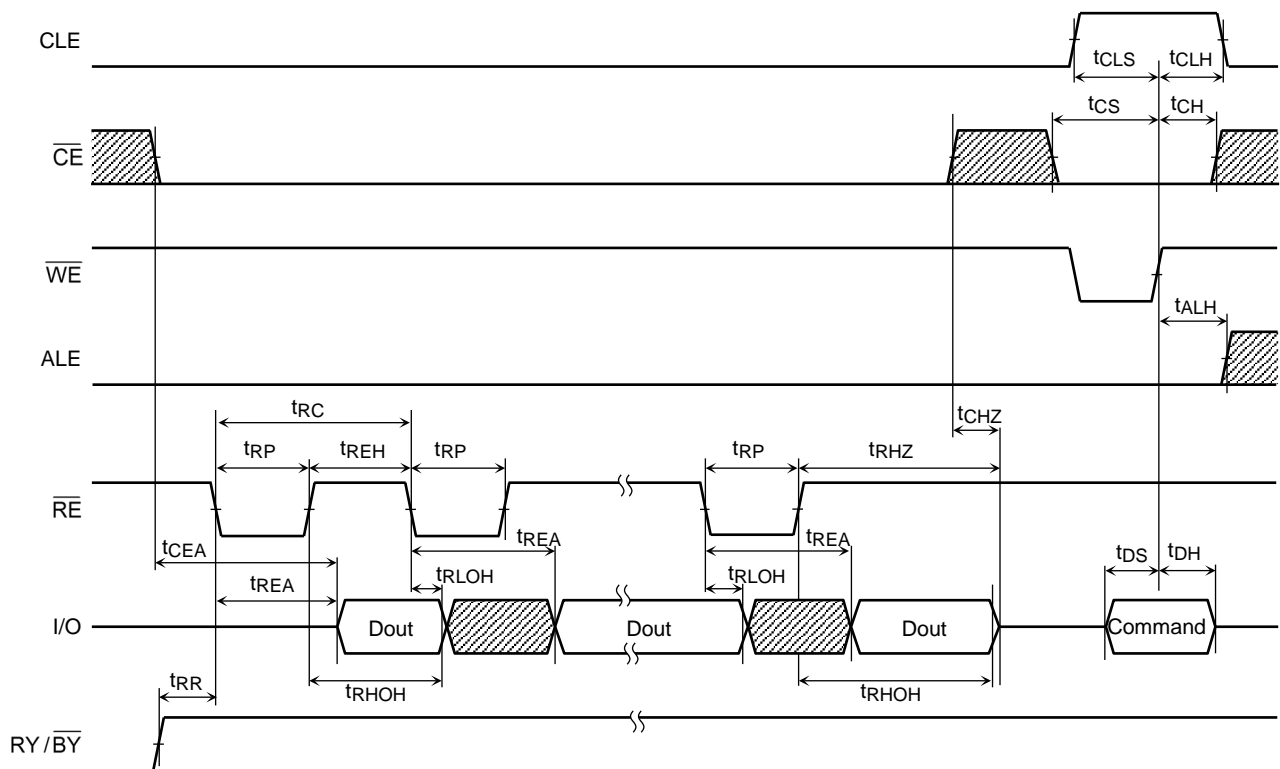 CLE
tCLS tCLH
tCS tCH
CE
WE
tALH
ALE
tRC
tCHZ
tRP tREH tRP tRP tRHZ
RE
tCEA tREA tREA tDS tDH
tREA tRLOH tRLOH
I/O Dout Dout Dout Command
tRR tRHOH tRHOH
RY/BY